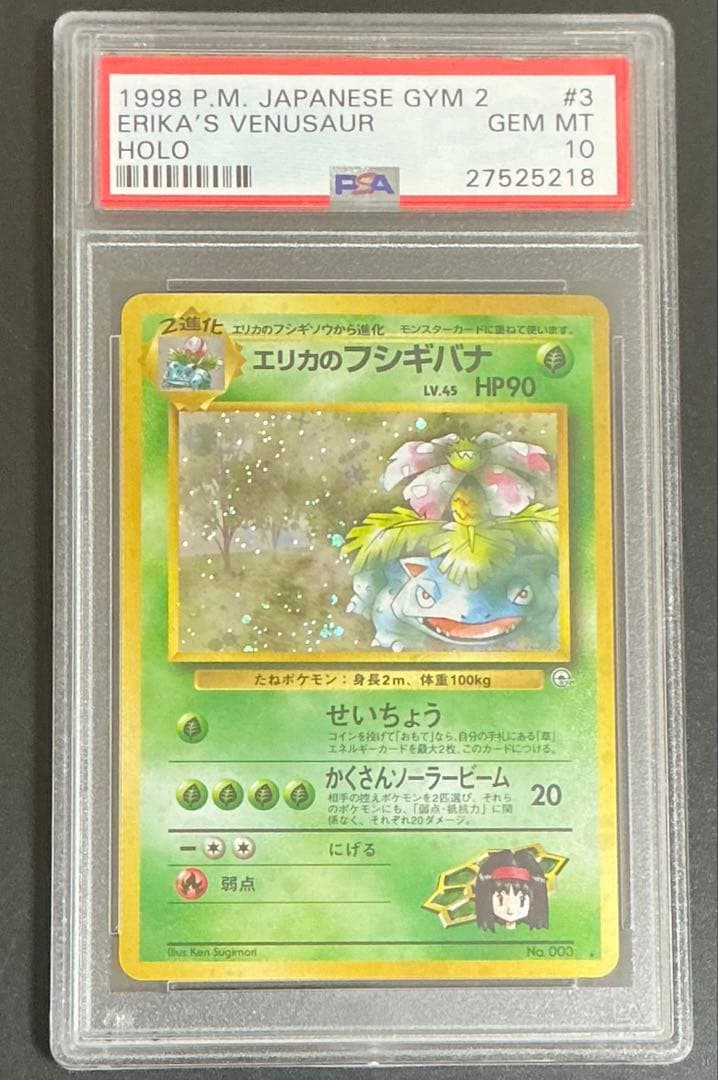 1998 P.M. JAPANESE GYM 2 #3
ERIKA'S VENUSAUR GEM MT
HOLO 10
PSA 27525218
2進化 エリカのフシギソウから進化 モンスターカードに重ねて使います。
エリカのフシギバナ
LV.45 HP90
たねポケモン：身長2m、体重100kg
せいちょう
コインを投げて「おもて」なら、自分の手札にある「草」
エネルギーカードを最大2枚、このカードにつける。
かくさんソーラービーム 20
相手の控えポケモンを2匹選び、それら
のポケモンにも、「弱点・抵抗力」に関
係なく、それぞれ20ダメージ。
にげる
弱点
Illus. Ken Sugimori No. 003